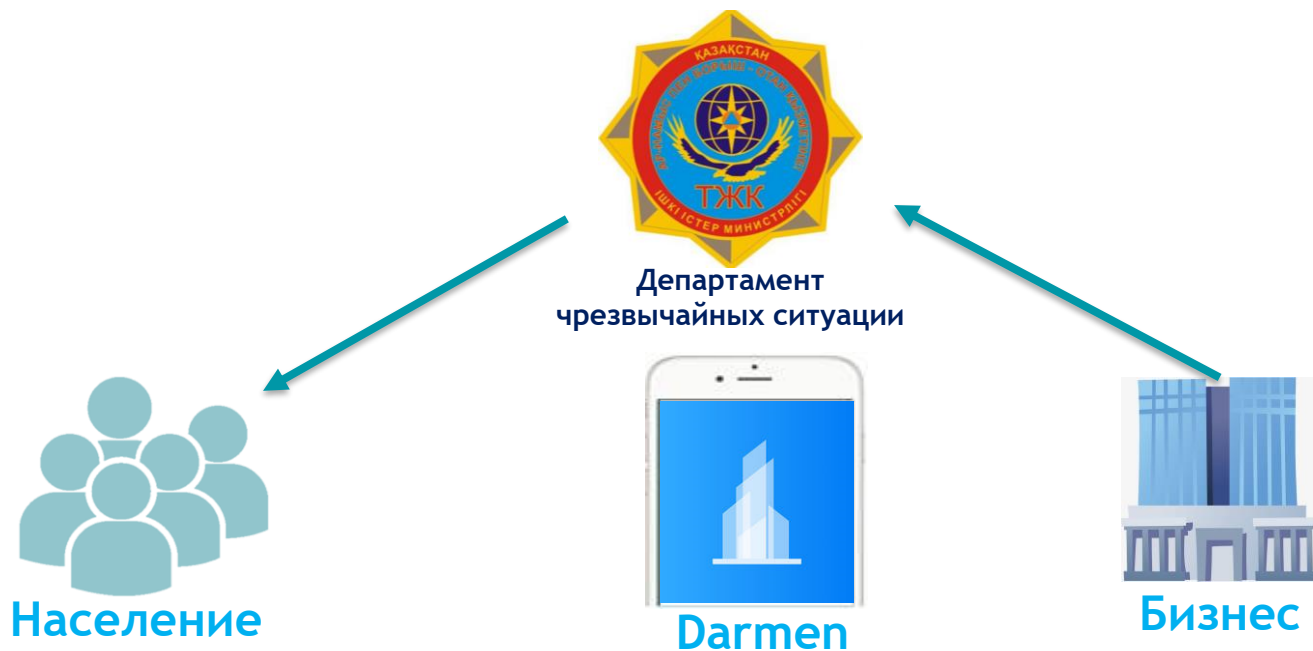 ҚАЗАҚСТАН
ТЖК
ІШКІ ІСТЕР МИНИСТРЛІГІ
Департамент
чрезвычайных ситуации
Население
Darmen
Бизнес